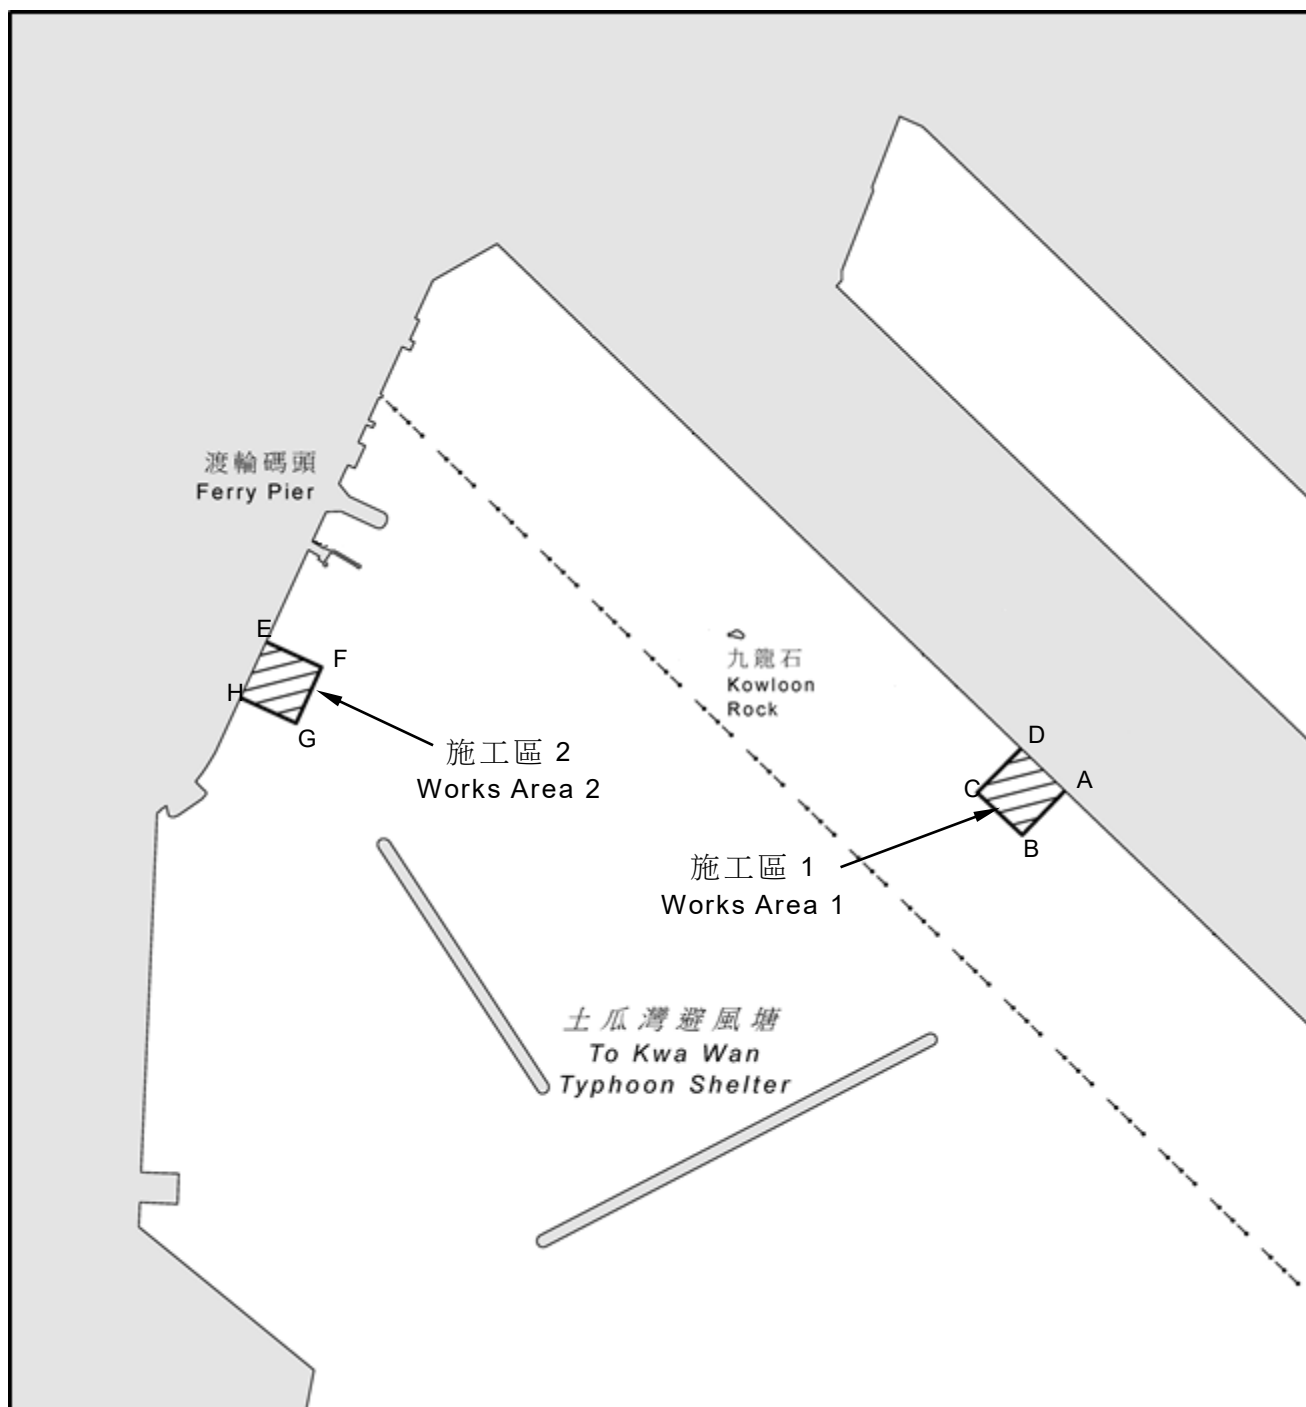 渡輪碼頭
Ferry Pier
E
F
H
G
施工區 2
Works Area 2
九龍石
Kowloon
Rock
D
A
C
B
施工區 1
Works Area 1
土瓜灣避風塘
To Kwa Wan
Typhoon Shelter